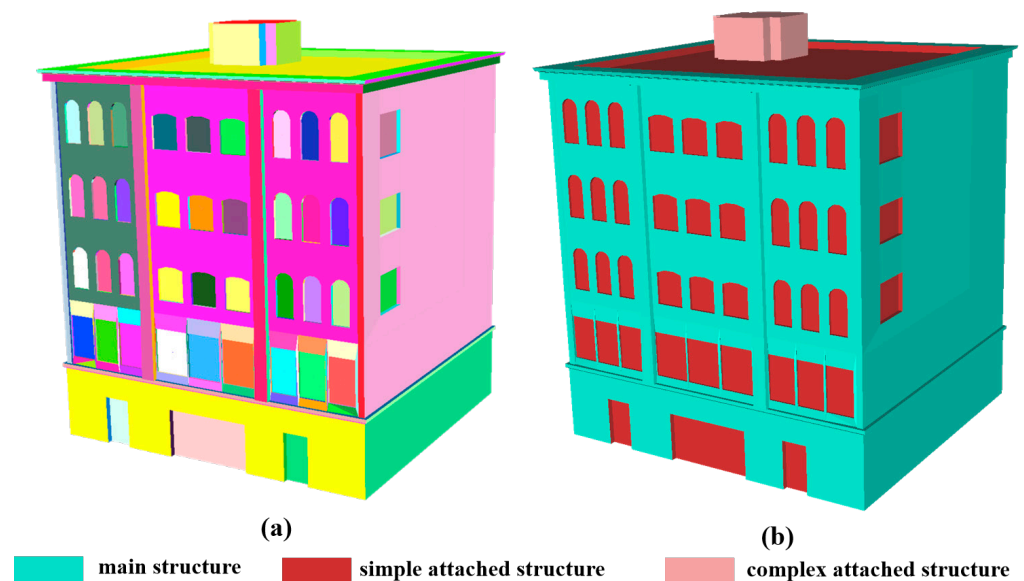 (a)
(b)
main structure
simple attached structure
complex attached structure